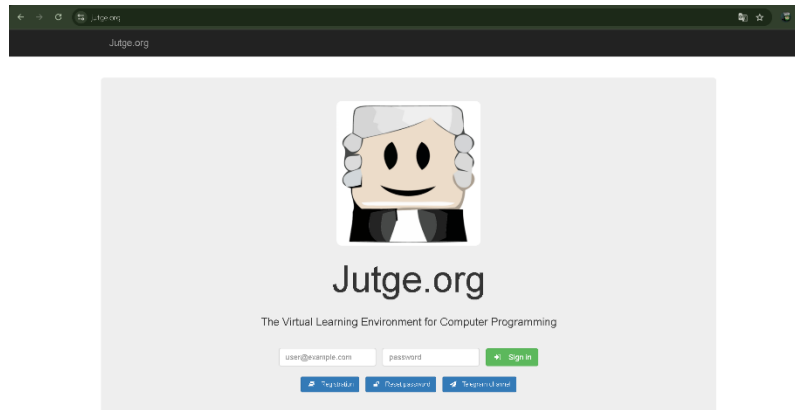 jutge.org
Jutge.org
Jutge.org
The Virtual Learning Environment for Computer Programming
user@example.com password Sign in
Registration Reset password Telegram channel